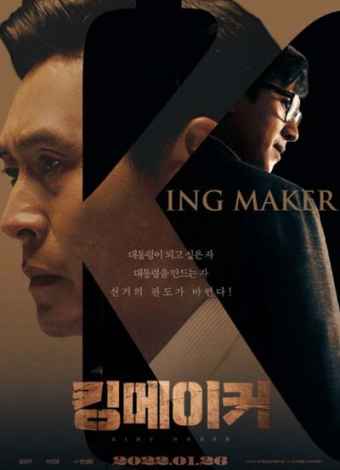 KING MAKER
대통령이 되고 싶은 자
대통령을 만드는 자
선거의 판도가 바뀐다!
킹메이커
2022.01.26